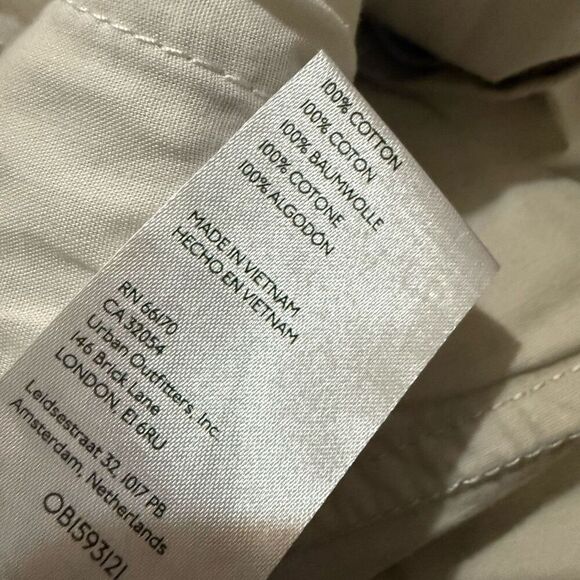 100% COTTON
100% COTON
100% BAUMWOLLE
100% COTONE
100% ALGODÓN
MADE IN VIETNAM
HECHO EN VIETNAM
RN 66170
CA 32054
Urban Outfitters, Inc.
146 Brick Lane
LONDON, E1 6RU
Leidsestraat 32, 1017 PB
Amsterdam, Netherlands
OB1593121